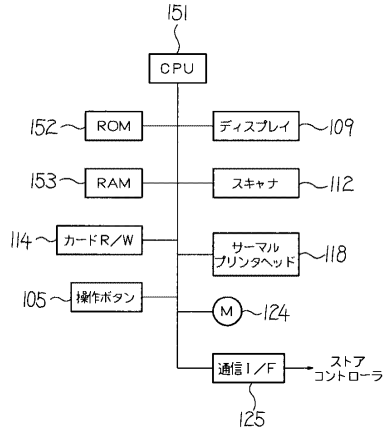 151
CPU
152 ROM
ディスプレイ 109
153 RAM
スキャナ 112
114 カードR/W
サーマル
プリンタヘッド 118
105 操作ボタン
M 124
通信I/F
ストア
コントローラ
125